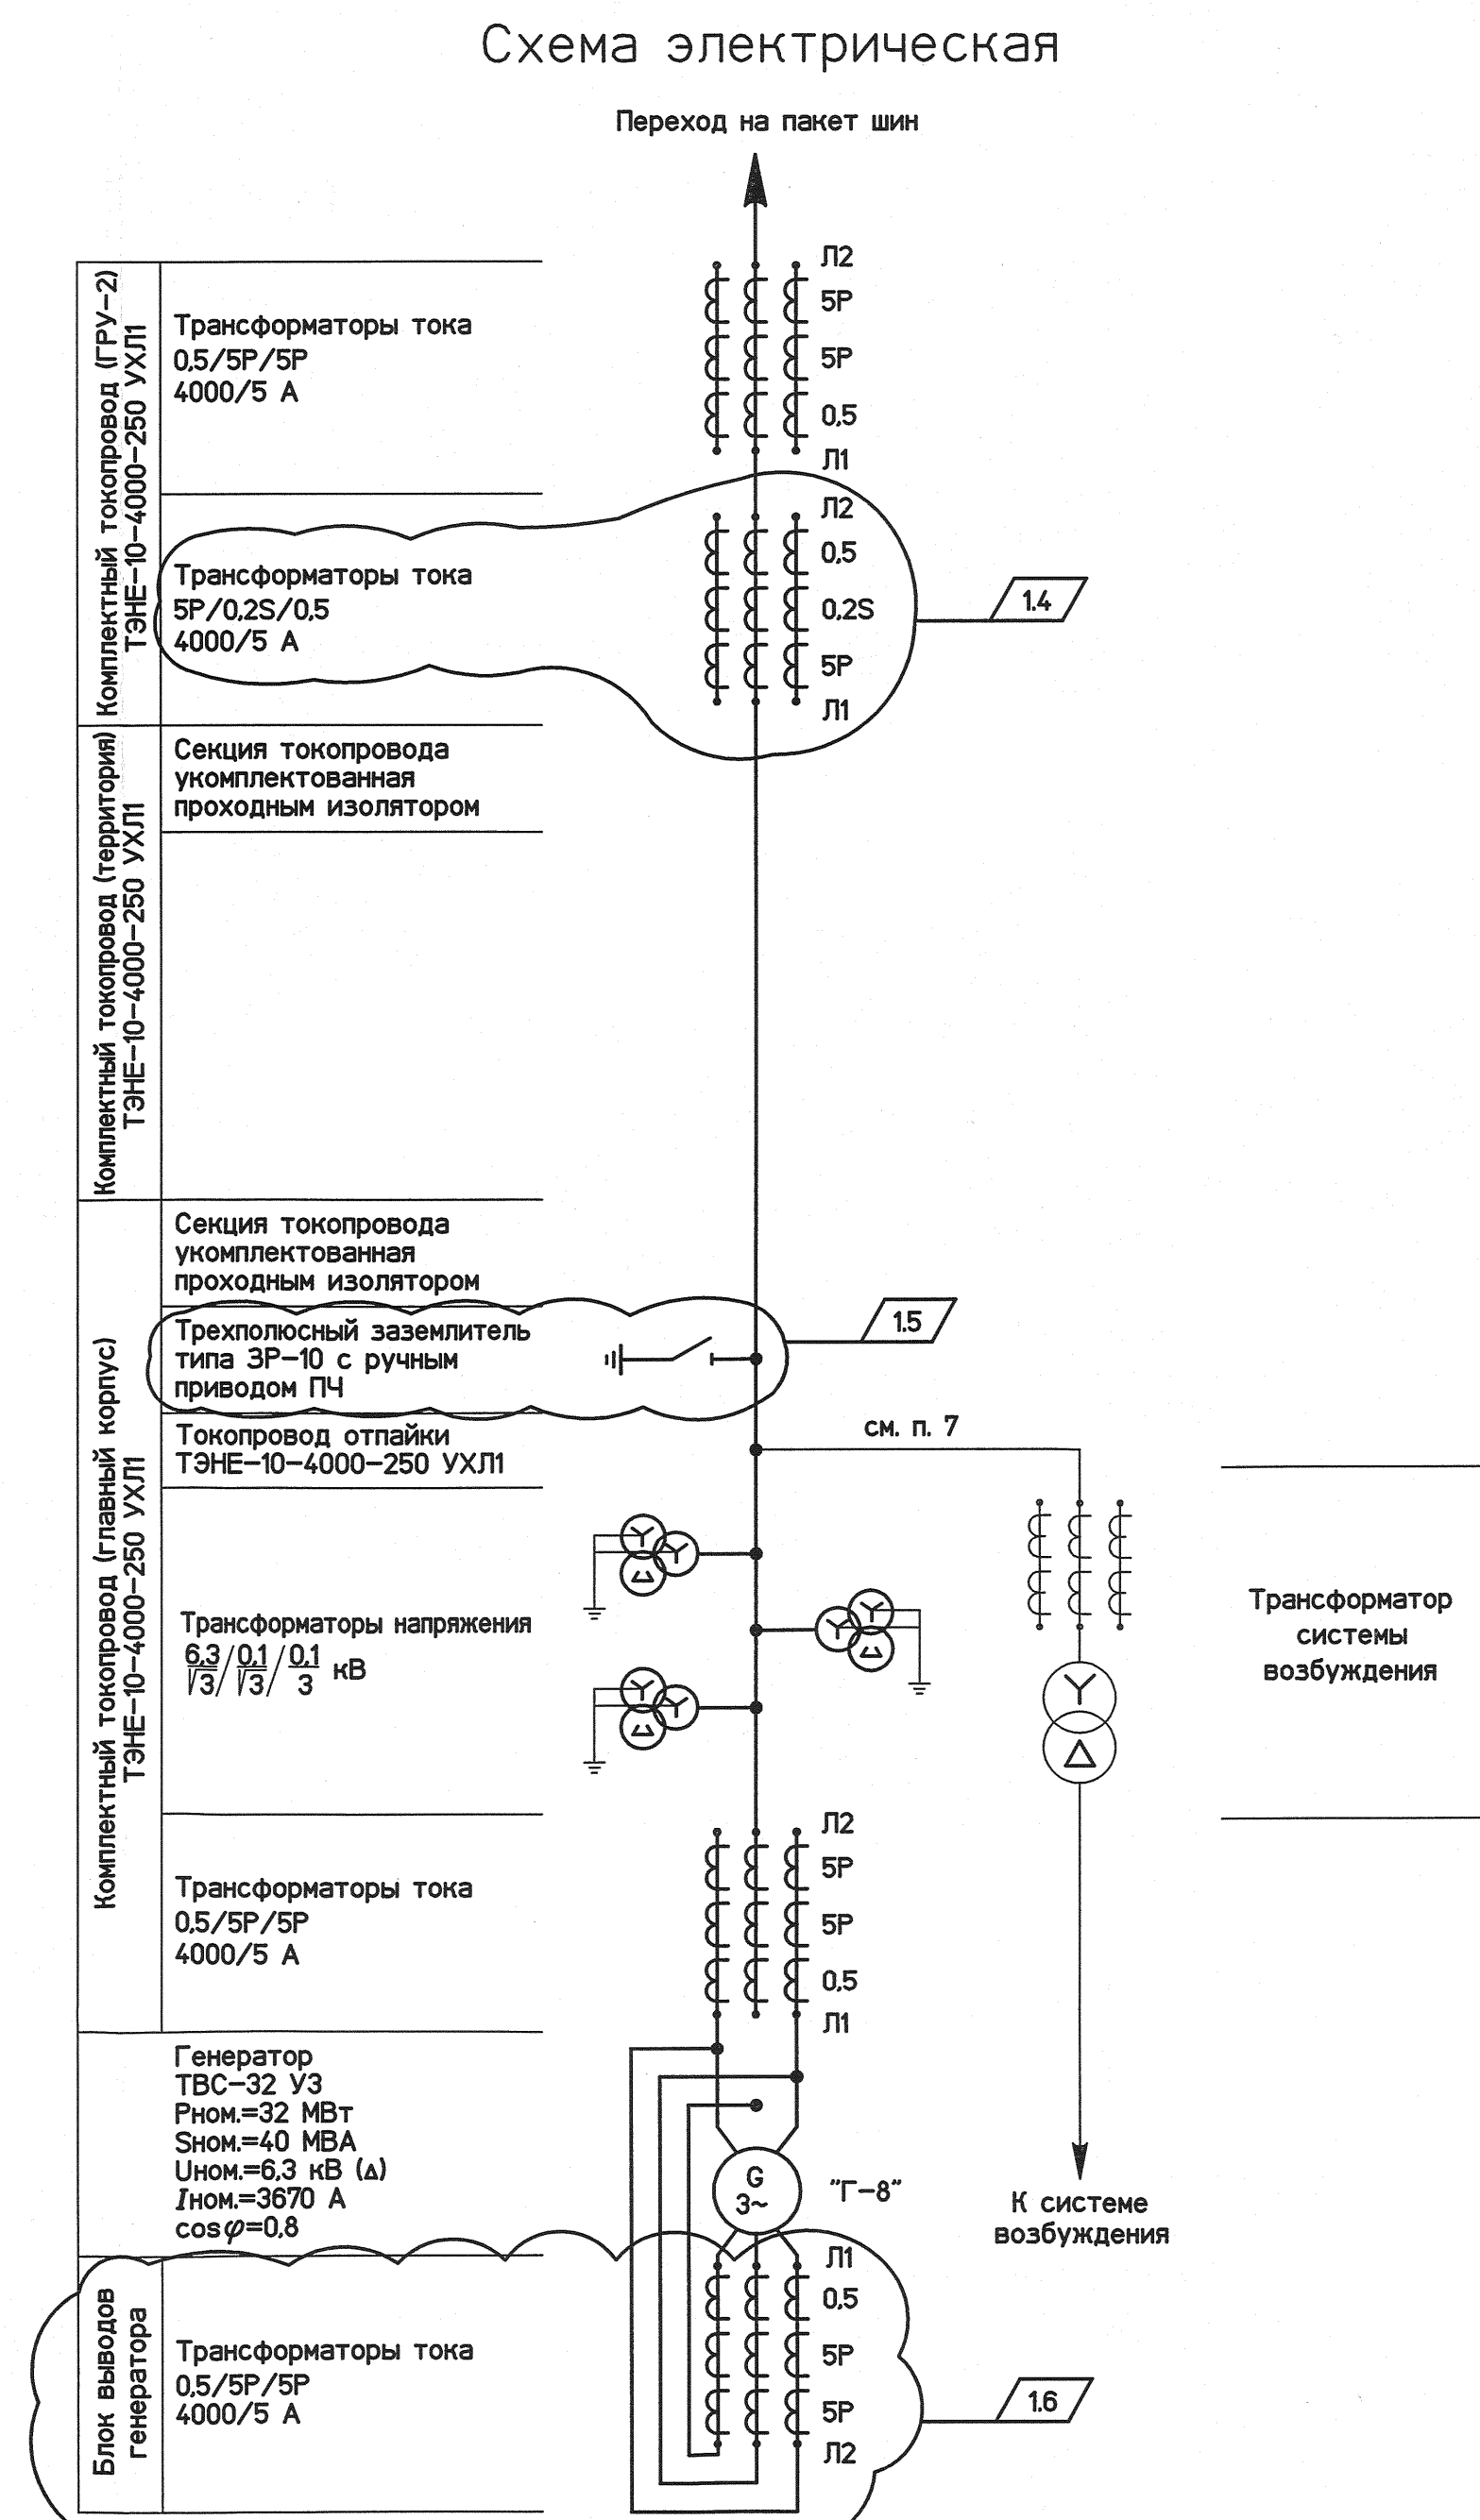 Схема электрическая
Переход на пакет шин
Комплектный токопровод (ГРУ-2)
ТЭНЕ-10-4000-250 УХЛ1
Трансформаторы тока
0,5/5Р/5Р
4000/5 А
Л2
5Р
5Р
0,5
Л1
Трансформаторы тока
5Р/0,2S/0,5
4000/5 А
Л2
0,5
0,2S
5Р
Л1
1.4
Комплектный токопровод (территория)
ТЭНЕ-10-4000-250 УХЛ1
Секция токопровода
укомплектованная
проходным изолятором
Комплектный токопровод (главный корпус)
ТЭНЕ-10-4000-250 УХЛ1
Секция токопровода
укомплектованная
проходным изолятором
Трехполюсный заземлитель
типа ЗР-10 с ручным
приводом ПЧ
1.5
Токопровод отпайки
ТЭНЕ-10-4000-250 УХЛ1
см. п. 7
Трансформаторы напряжения
6,3/√3 / 0,1/√3 / 0,1/3 кВ
Трансформатор
системы
возбуждения
Трансформаторы тока
0,5/5Р/5Р
4000/5 А
Л2
5Р
5Р
0,5
Л1
Генератор
ТВС-32 У3
Рном.=32 МВт
Sном.=40 МВА
Uном.=6,3 кВ (Δ)
Iном.=3670 А
cosφ=0,8
G
3~
"Г-8"
К системе
возбуждения
Блок выводов
генератора
Трансформаторы тока
0,5/5Р/5Р
4000/5 А
Л1
0,5
5Р
5Р
Л2
1.6